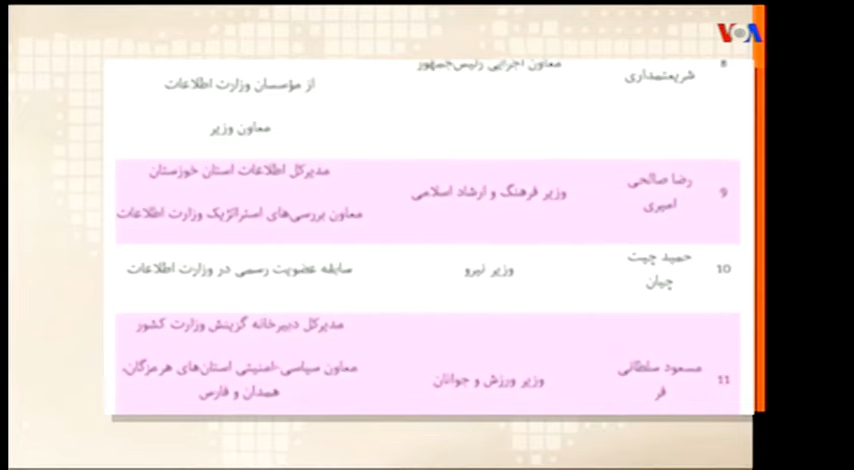 VOA
8
شریعتمداری
معاون اجرایی رئیس‌جمهور
از مؤسسان وزارت اطلاعات
معاون وزیر
9
رضا صالحی
امیری
وزیر فرهنگ و ارشاد اسلامی
مدیرکل اطلاعات استان خوزستان
معاون بررسی‌های استراتژیک وزارت اطلاعات
10
حمید چیت
چیان
وزیر نیرو
سابقه عضویت رسمی در وزارت اطلاعات
11
مسعود سلطانی
فر
وزیر ورزش و جوانان
مدیرکل دبیرخانه گزینش وزارت کشور
معاون سیاسی-امنیتی استان‌های هرمزگان،
همدان و فارس